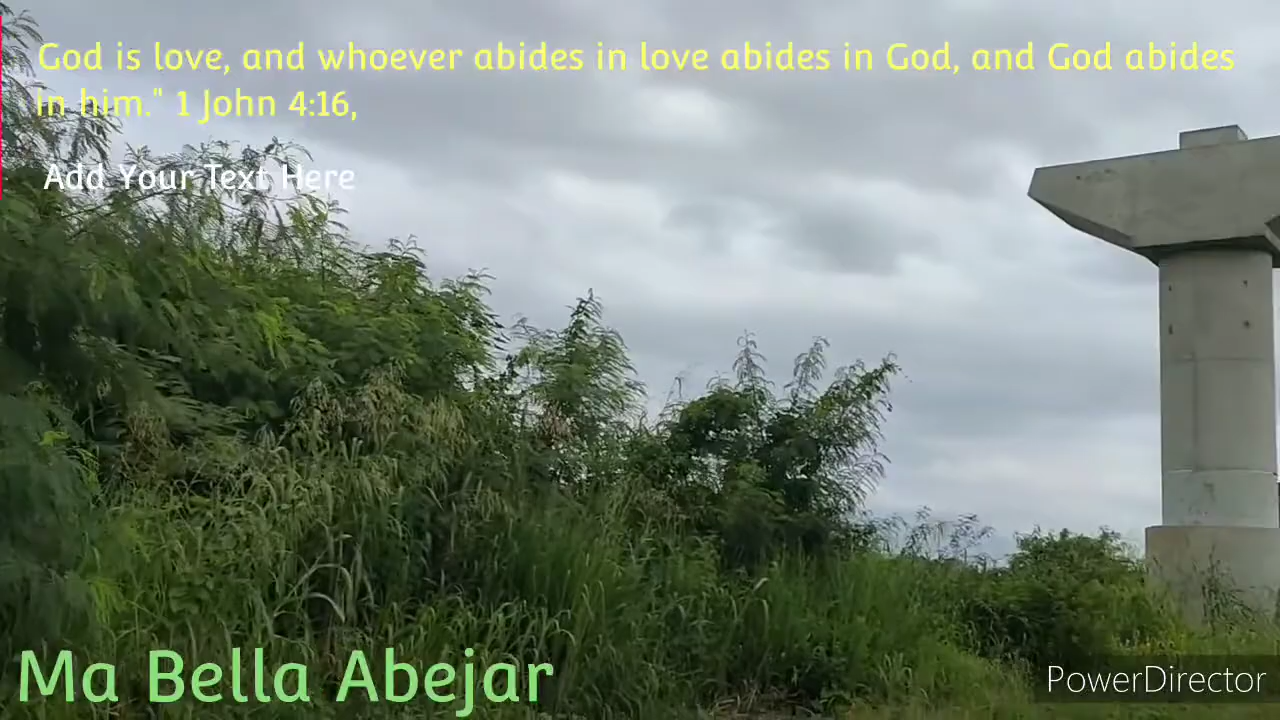 God is love, and whoever abides in love abides in God, and God abides
in him." 1 John 4:16,
Add Your Text Here
Ma Bella Abejar
PowerDirector